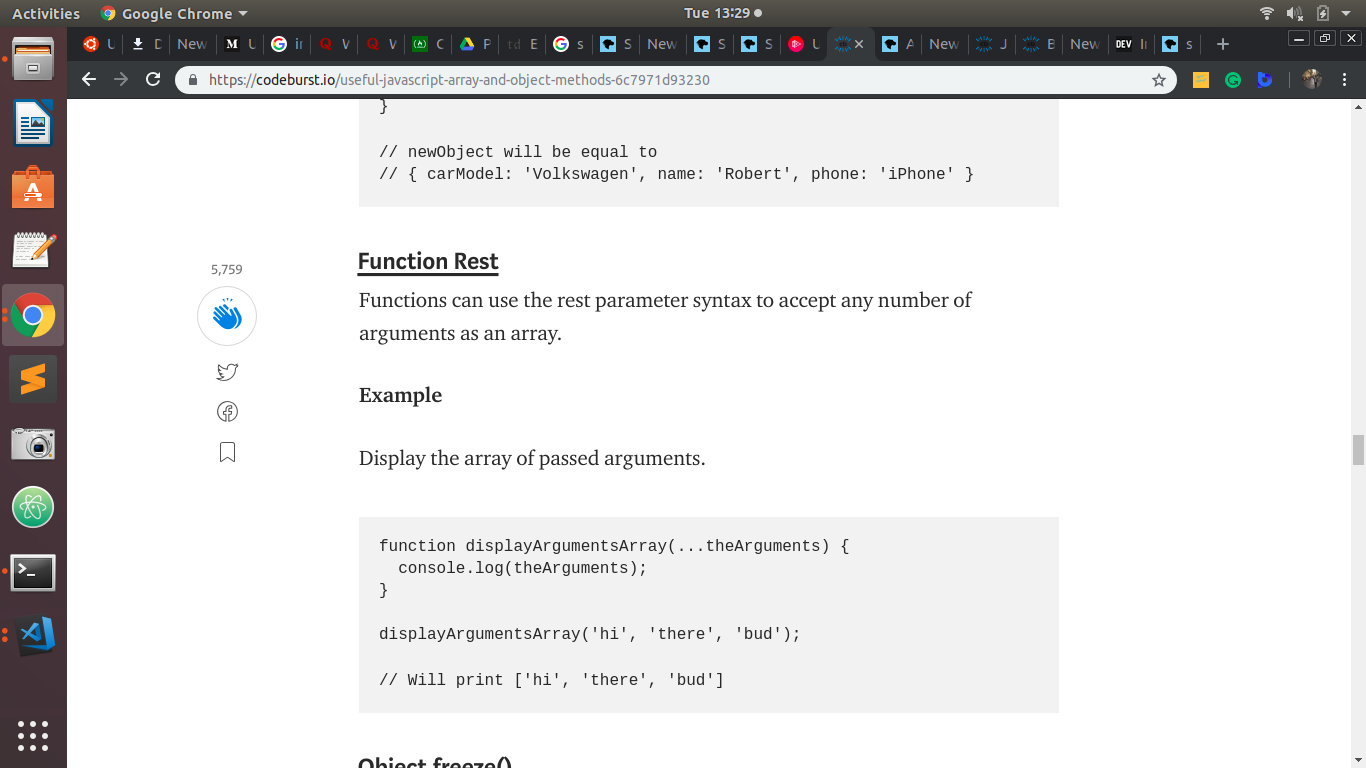 Activities Google Chrome Tue 13:29
U D New M U in W W C P td E s S New S S U A New J B New DEV I s
https://codeburst.io/useful-javascript-array-and-object-methods-6c7971d93230
}
// newObject will be equal to
// { carModel: 'Volkswagen', name: 'Robert', phone: 'iPhone' }
Function Rest
5,759
Functions can use the rest parameter syntax to accept any number of
arguments as an array.
Example
Display the array of passed arguments.
function displayArgumentsArray(...theArguments) {
console.log(theArguments);
}
displayArgumentsArray('hi', 'there', 'bud');
// Will print ['hi', 'there', 'bud']
Object freeze()